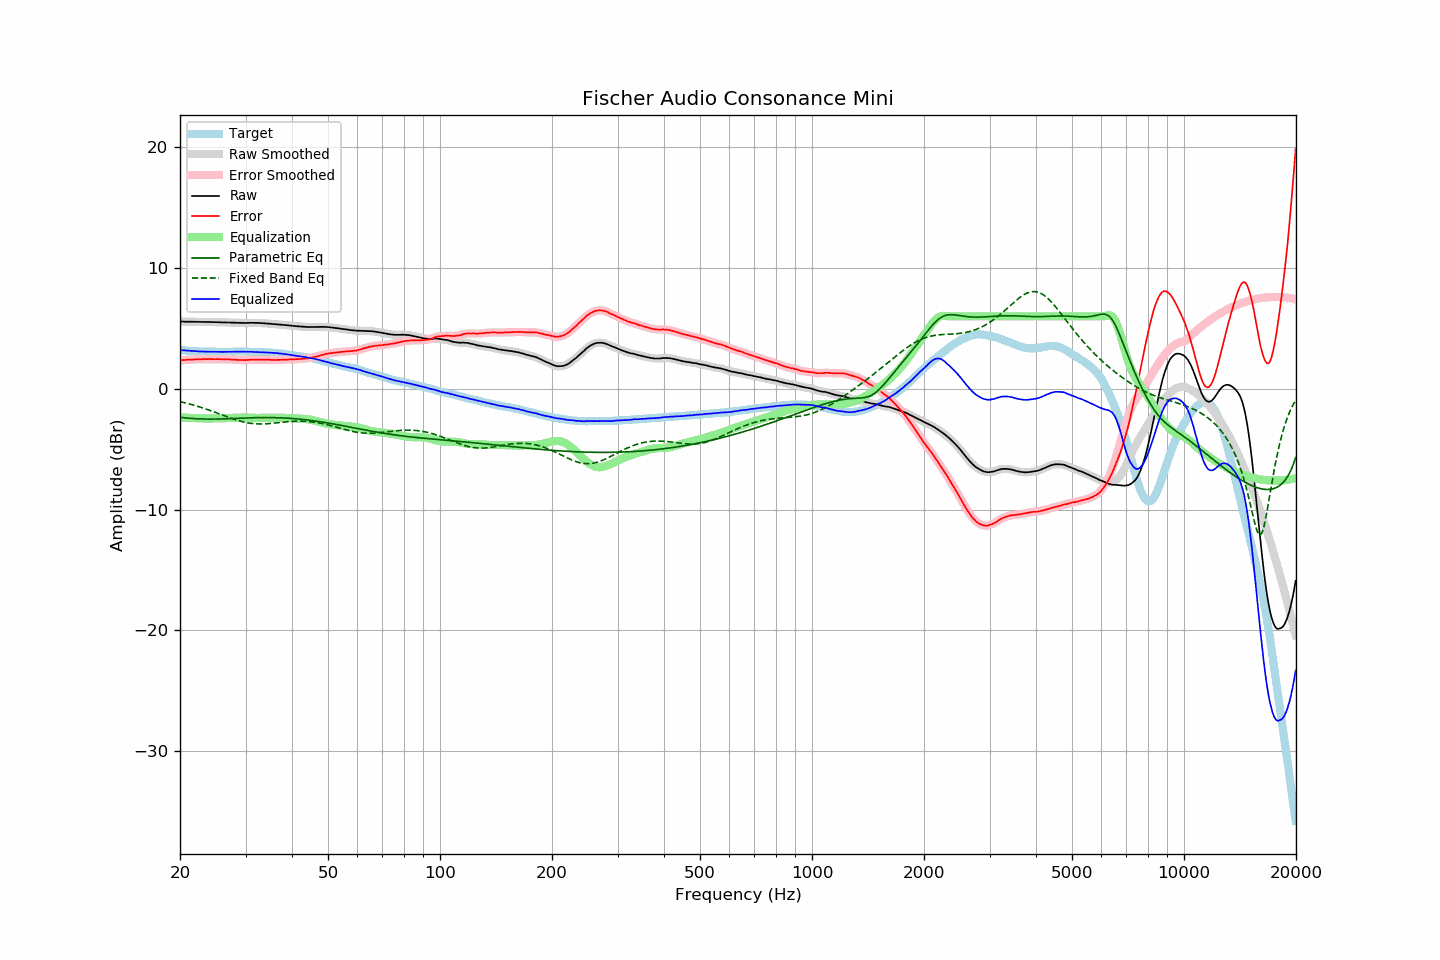 Fischer Audio Consonance Mini
Target
Raw Smoothed
Error Smoothed
Raw
Error
Equalization
Parametric Eq
Fixed Band Eq
Equalized
20
10
0
−10
−20
−30
Amplitude (dBr)
20 50 100 200 500 1000 2000 5000 10000 20000
Frequency (Hz)